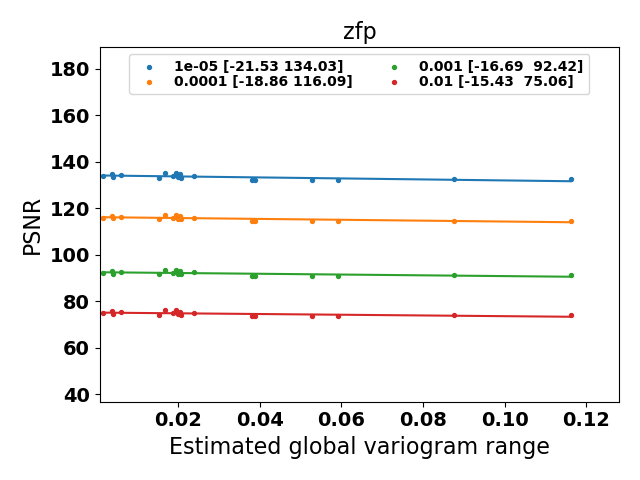 zfp
1e-05 [-21.53 134.03]
0.0001 [-18.86 116.09]
0.001 [-16.69  92.42]
0.01 [-15.43  75.06]
180
160
140
120
100
80
60
40
PSNR
0.02 0.04 0.06 0.08 0.10 0.12
Estimated global variogram range